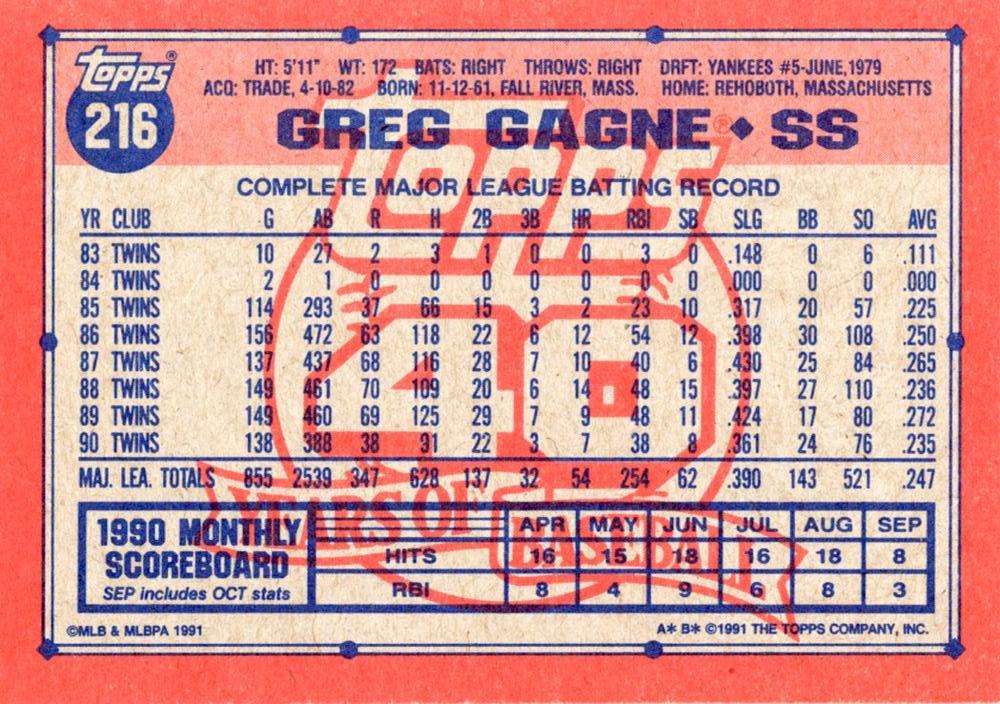 TOPPS®
216
HT: 5'11" WT: 172 BATS: RIGHT THROWS: RIGHT DRFT: YANKEES #5-JUNE,1979
ACQ: TRADE, 4-10-82 BORN: 11-12-61, FALL RIVER, MASS. HOME: REHOBOTH, MASSACHUSETTS
GREG GAGNE ◆ SS
COMPLETE MAJOR LEAGUE BATTING RECORD
YR CLUB G AB R H 2B 3B HR RBI SB SLG BB SO AVG
83 TWINS 10 27 2 3 1 0 0 3 0 .148 0 6 .111
84 TWINS 2 1 0 0 0 0 0 0 0 .000 0 0 .000
85 TWINS 114 293 37 66 15 3 2 23 10 .317 20 57 .225
86 TWINS 156 472 63 118 22 6 12 54 12 .398 30 108 .250
87 TWINS 137 437 68 116 28 7 10 40 6 .430 25 84 .265
88 TWINS 149 461 70 109 20 6 14 48 15 .397 27 110 .236
89 TWINS 149 460 69 125 29 7 9 48 11 .424 17 80 .272
90 TWINS 138 388 38 91 22 3 7 38 8 .361 24 76 .235
MAJ. LEA. TOTALS 855 2539 347 628 137 32 54 254 62 .390 143 521 .247
TOPPS®
40
YEARS OF
BASEBALL
1990 MONTHLY
SCOREBOARD
SEP includes OCT stats
APR MAY JUN JUL AUG SEP
HITS 16 15 18 16 18 8
RBI 8 4 9 6 8 3
©MLB & MLBPA 1991
A* B* ©1991 THE TOPPS COMPANY, INC.